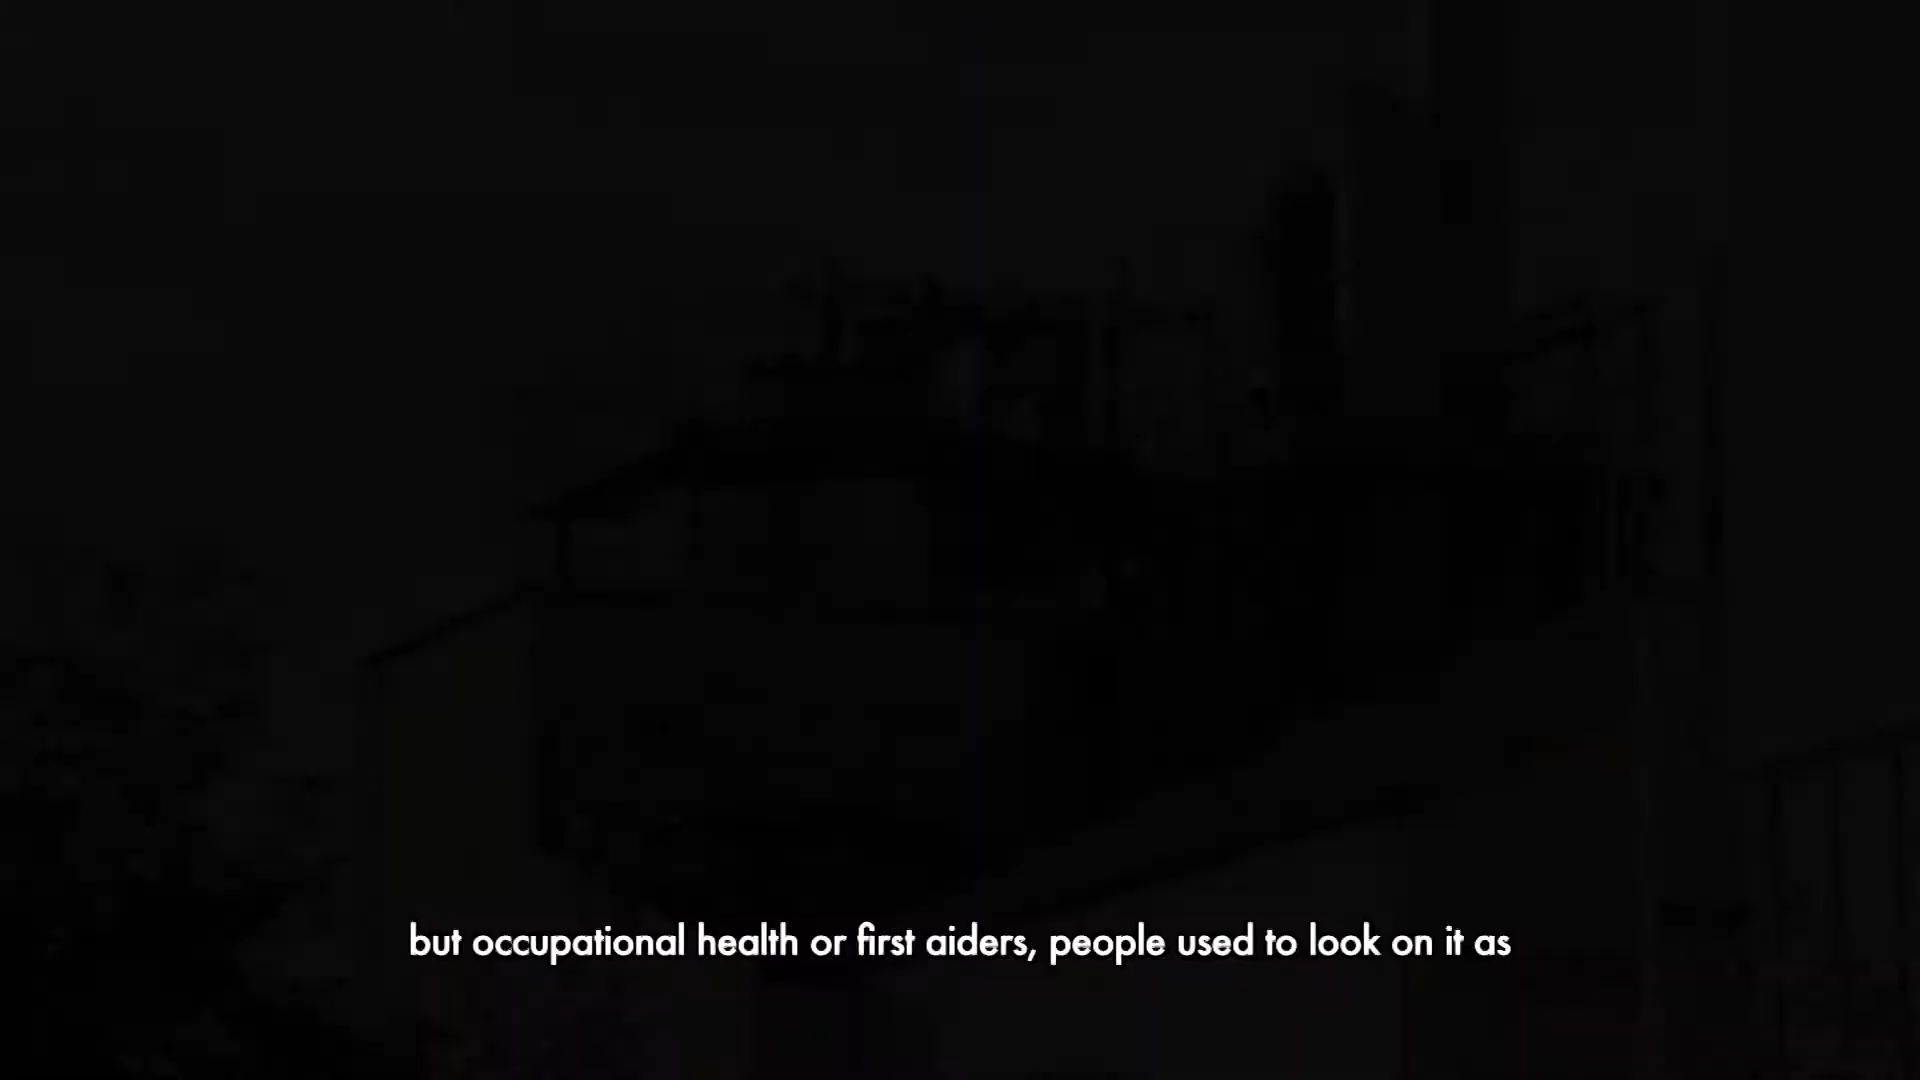 but occupational health or first aiders, people used to look on it as